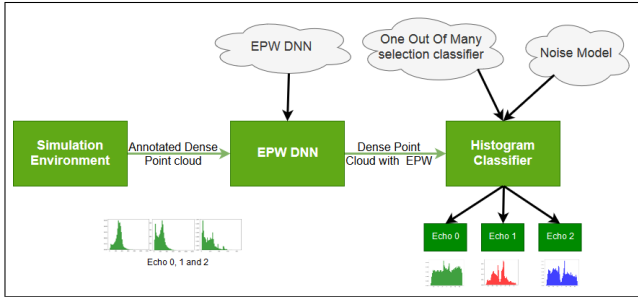 EPW DNN
One Out Of Many
selection classifier
Noise Model
Simulation
Environment
Annotated Dense
Point cloud
EPW DNN
Dense Point
Cloud with EPW
Histogram
Classifier
Echo 0
Echo 1
Echo 2
Echo 0, 1 and 2